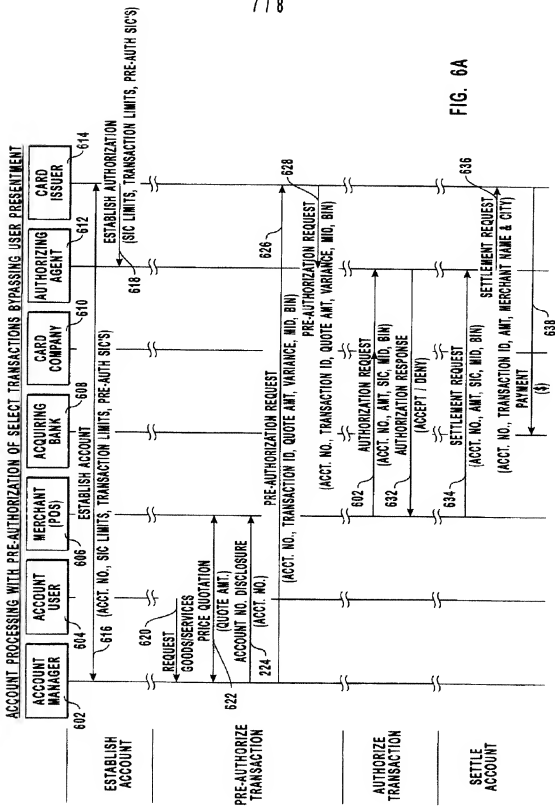 7 / 8
ACCOUNT PROCESSING WITH PRE-AUTHORIZATION OF SELECT TRANSACTIONS BYPASSING USER PRESENTMENT
ACCOUNT MANAGER
602
ACCOUNT USER
604
MERCHANT (POS)
606
ACQUIRING BANK
608
CARD COMPANY
610
AUTHORIZING AGENT
612
CARD ISSUER
614
ESTABLISH ACCOUNT
ESTABLISH ACCOUNT
616
(ACCT. NO., SIC LIMITS, TRANSACTION LIMITS, PRE-AUTH SIC'S)
ESTABLISH AUTHORIZATION
618
(SIC LIMITS, TRANSACTION LIMITS, PRE-AUTH SIC'S)
PRE-AUTHORIZE TRANSACTION
620
REQUEST
GOODS/SERVICES
PRICE QUOTATION
(QUOTE AMT.)
622
ACCOUNT NO. DISCLOSURE
224
(ACCT. NO.)
PRE-AUTHORIZATION REQUEST
626
(ACCT. NO., TRANSACTION ID, QUOTE AMT, VARIANCE, MID, BIN)
628
PRE-AUTHORIZATION REQUEST
(ACCT. NO., TRANSACTION ID, QUOTE AMT, VARIANCE, MID, BIN)
AUTHORIZE TRANSACTION
602
AUTHORIZATION REQUEST
(ACCT. NO., AMT, SIC, MID, BIN)
632
AUTHORIZATION RESPONSE
(ACCEPT / DENY)
SETTLE ACCOUNT
634
SETTLEMENT REQUEST
(ACCT. NO., AMT, SIC, MID, BIN)
SETTLEMENT REQUEST
636
(ACCT. NO., TRANSACTION ID, AMT, MERCHANT NAME & CITY)
PAYMENT
($)
638
FIG. 6A